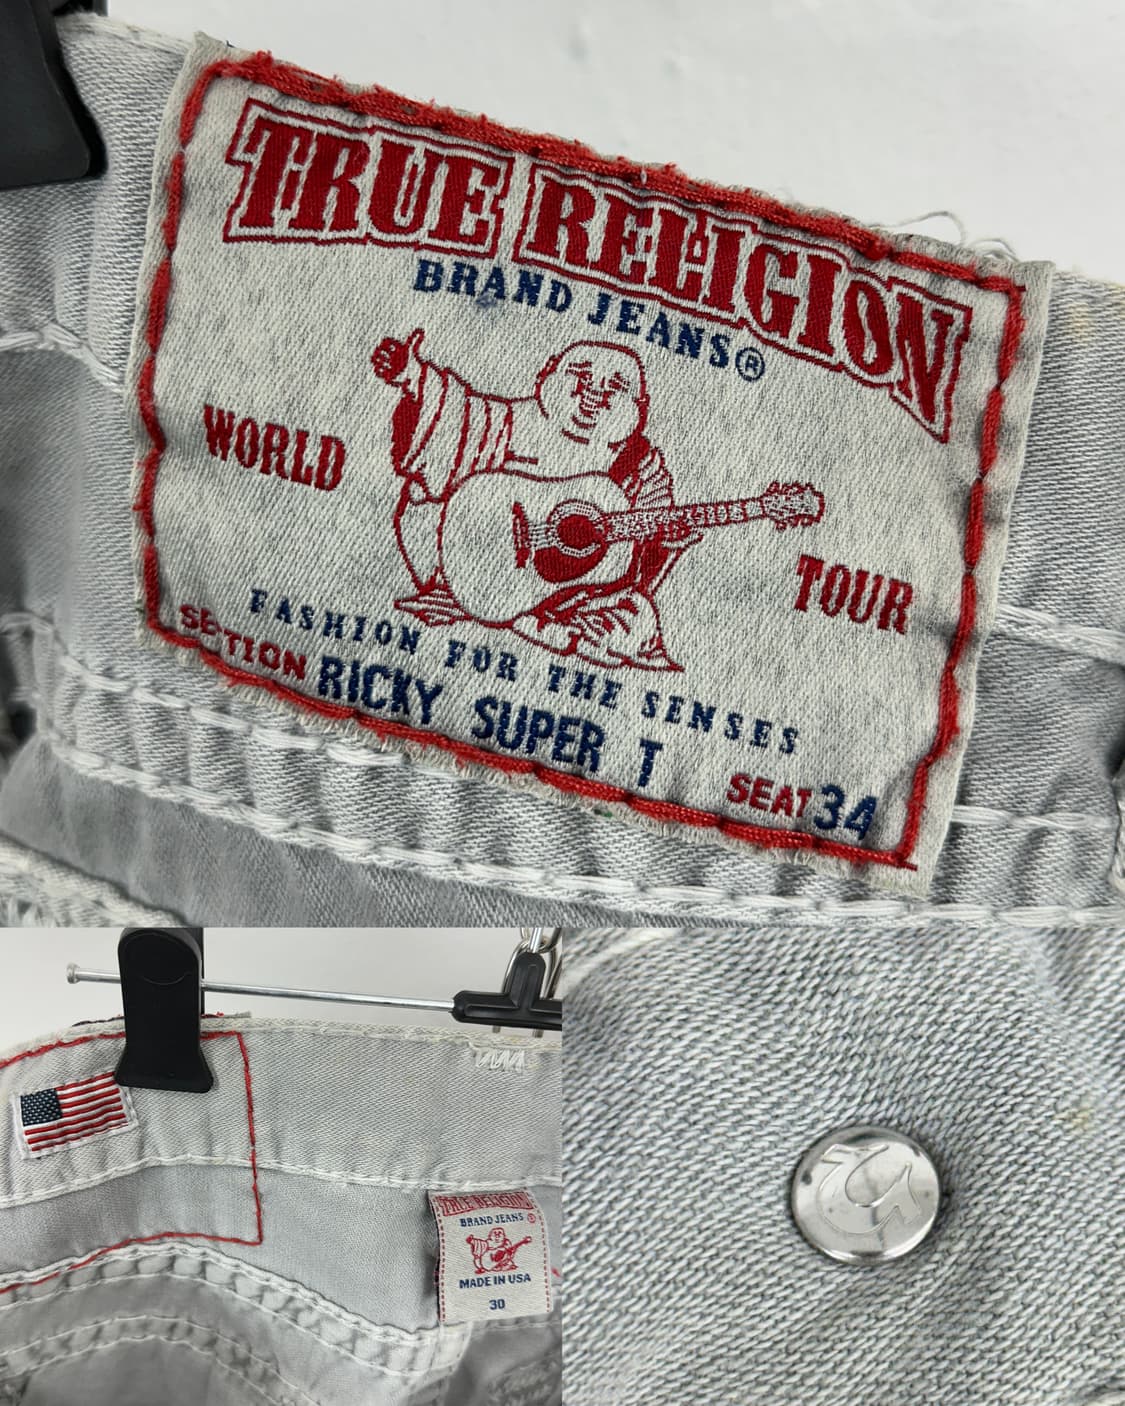 TRUE RELIGION
BRAND JEANS®
WORLD TOUR
FASHION FOR THE SENSES
SECTION RICKY SUPER T SEAT 34
TRUE RELIGION
BRAND JEANS ®
MADE IN USA
30